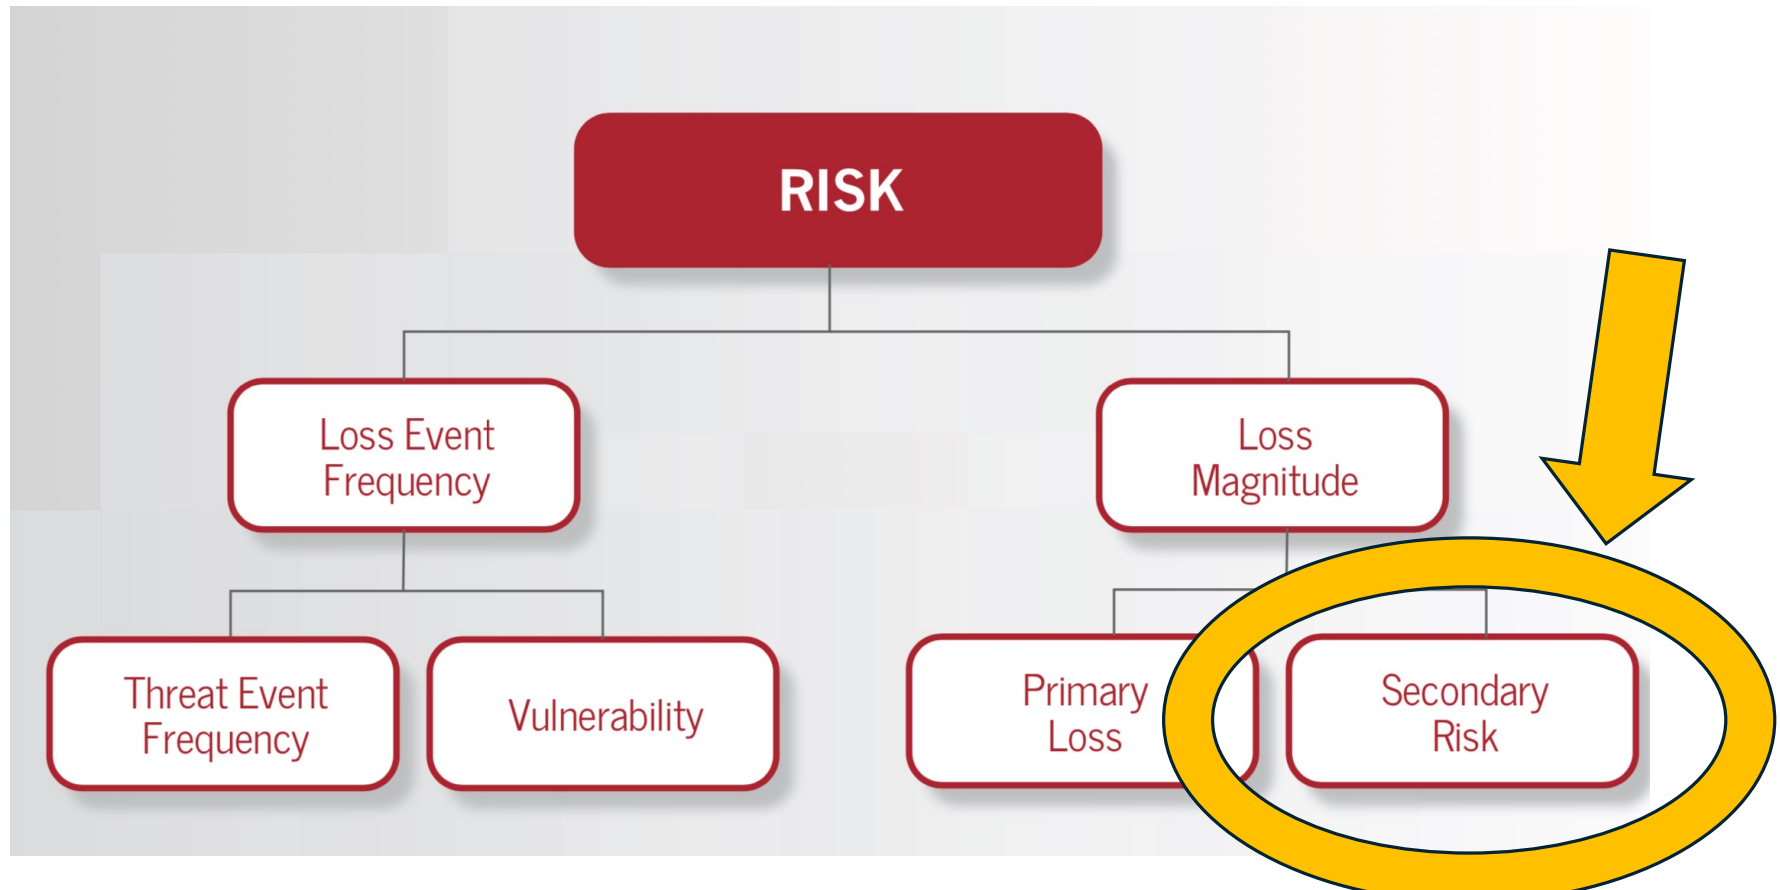 RISK
Loss Event
Frequency
Loss
Magnitude
Threat Event
Frequency
Vulnerability
Primary
Loss
Secondary
Risk